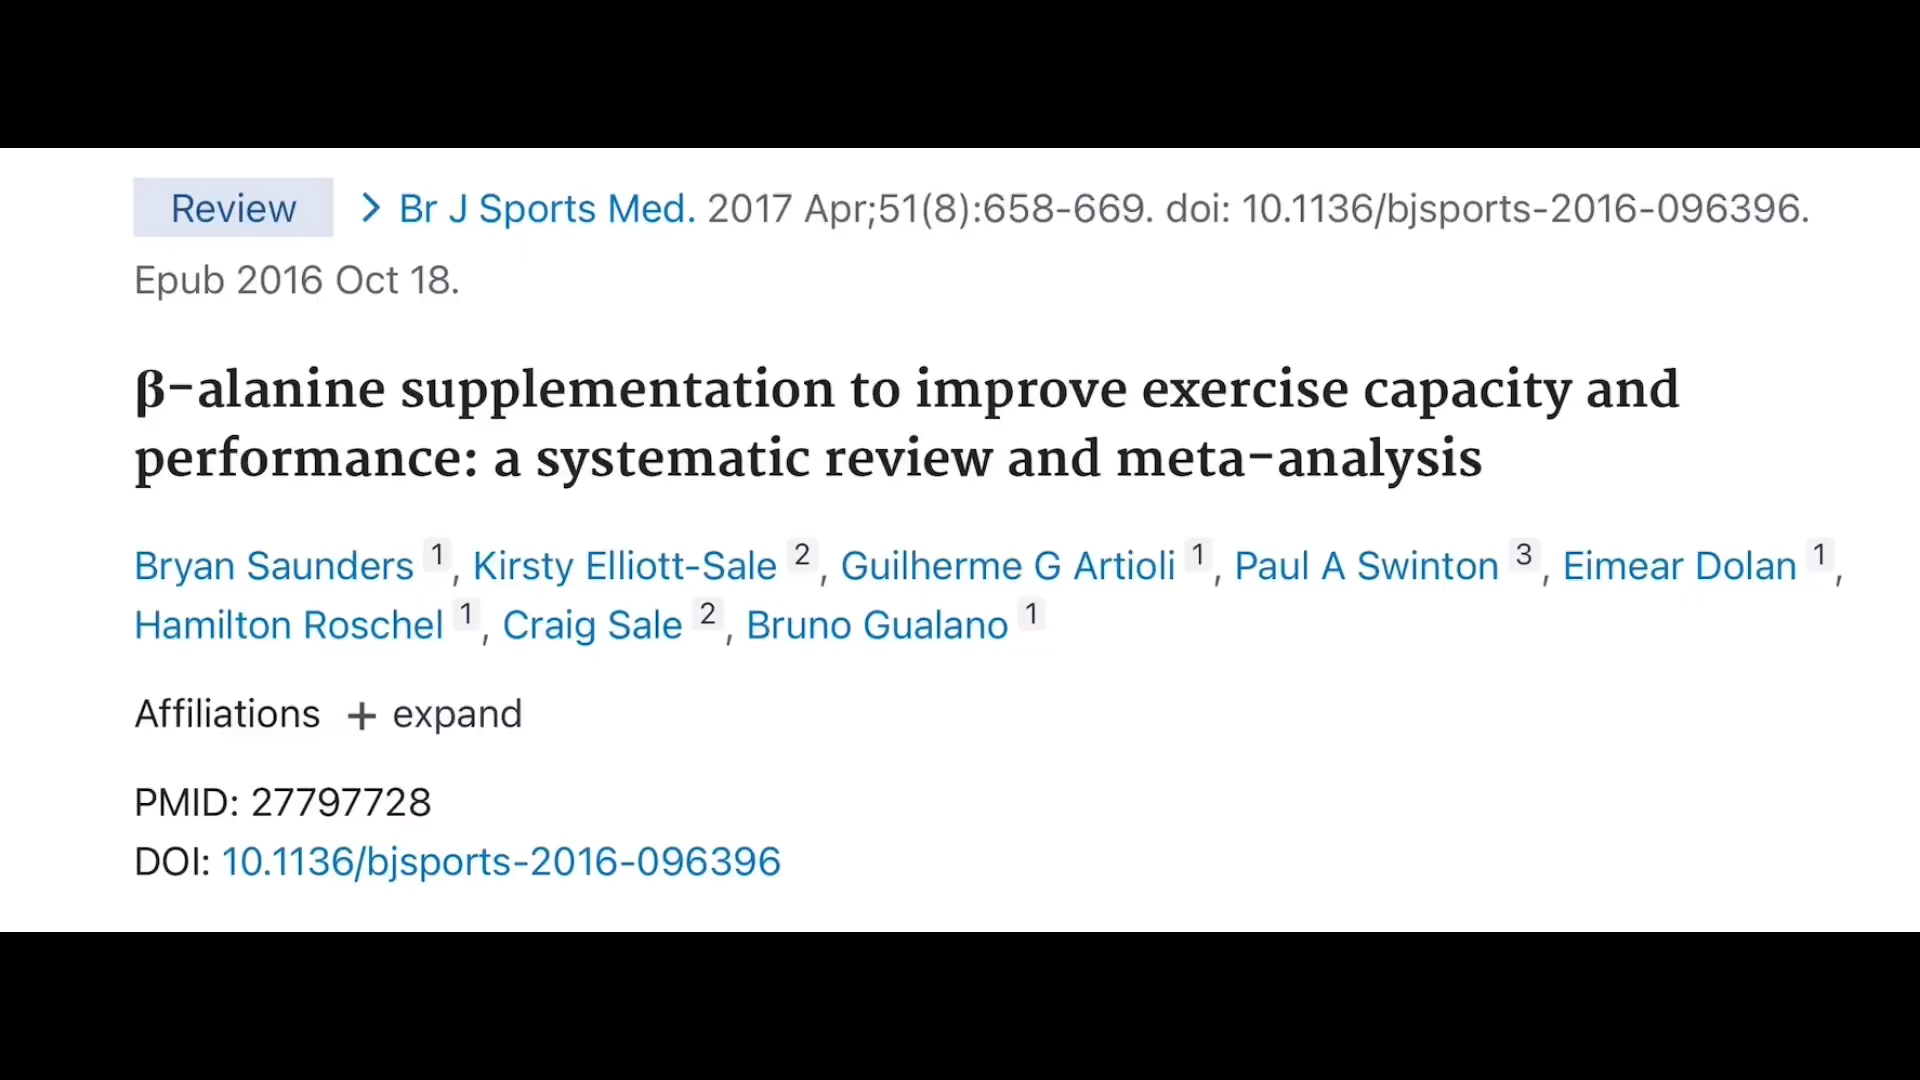 Review > Br J Sports Med. 2017 Apr;51(8):658-669. doi: 10.1136/bjsports-2016-096396.
Epub 2016 Oct 18.
β-alanine supplementation to improve exercise capacity and
performance: a systematic review and meta-analysis
Bryan Saunders 1, Kirsty Elliott-Sale 2, Guilherme G Artioli 1, Paul A Swinton 3, Eimear Dolan 1,
Hamilton Roschel 1, Craig Sale 2, Bruno Gualano 1
Affiliations + expand
PMID: 27797728
DOI: 10.1136/bjsports-2016-096396